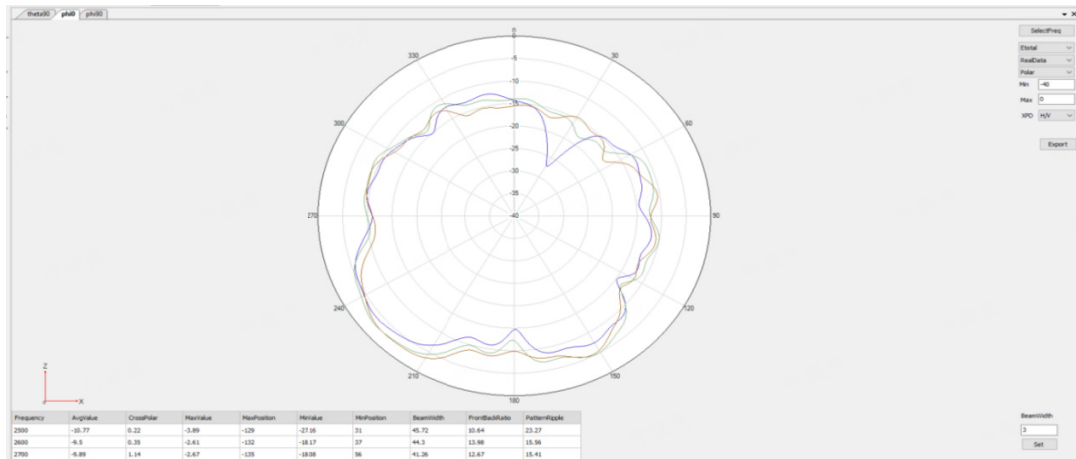 theta90 phi0 phi90
SelectFreq
Etotal
RealData
Polar
Min -40
Max 0
XPD H/V
Export
0
330 30
300 60
270 90
240 120
210 150
180
-0
-5
-10
-15
-20
-25
-30
-35
-40
Z
X
Frequency AvgValue CrossPolar MaxValue MaxPosition MinValue MinPosition BeamWidth FrontBackRatio PatternRipple
2500 -10.77 0.22 -3.89 -129 -27.16 31 45.72 10.64 23.27
2600 -9.5 0.35 -2.61 -132 -18.17 37 44.3 13.98 15.56
2700 -9.89 1.14 -2.67 -135 -18.08 56 41.26 12.67 15.41
BeamWidth
3
Set